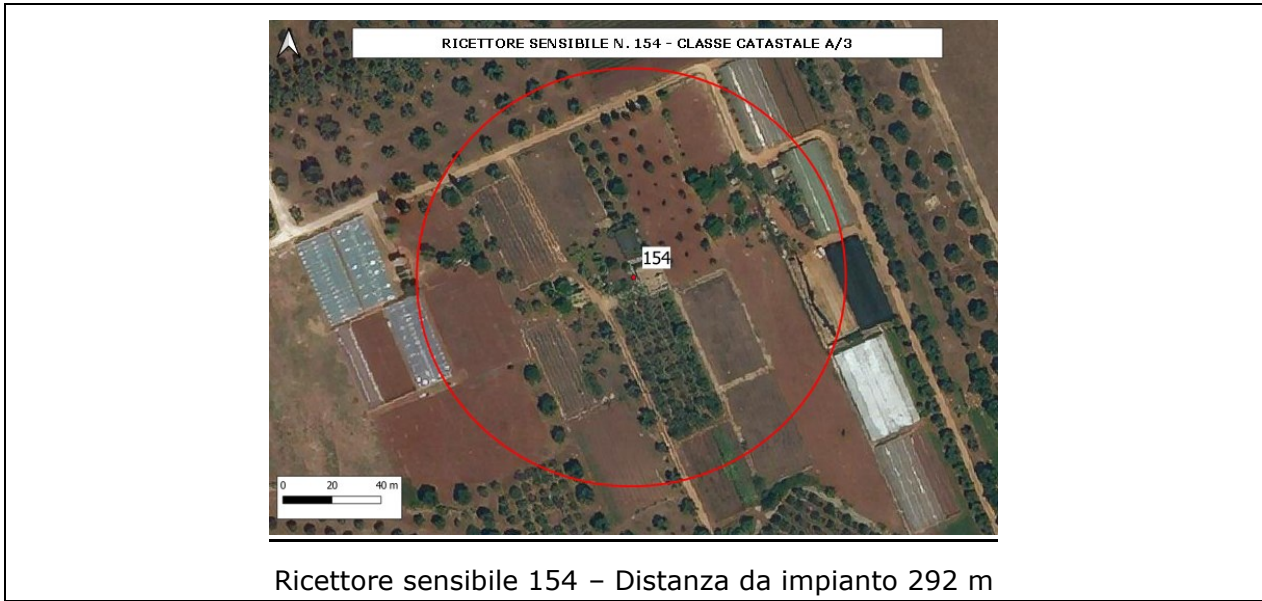 RICETTORE SENSIBILE N. 154 - CLASSE CATASTALE A/3
154
0 20 40 m
Ricettore sensibile 154 – Distanza da impianto 292 m